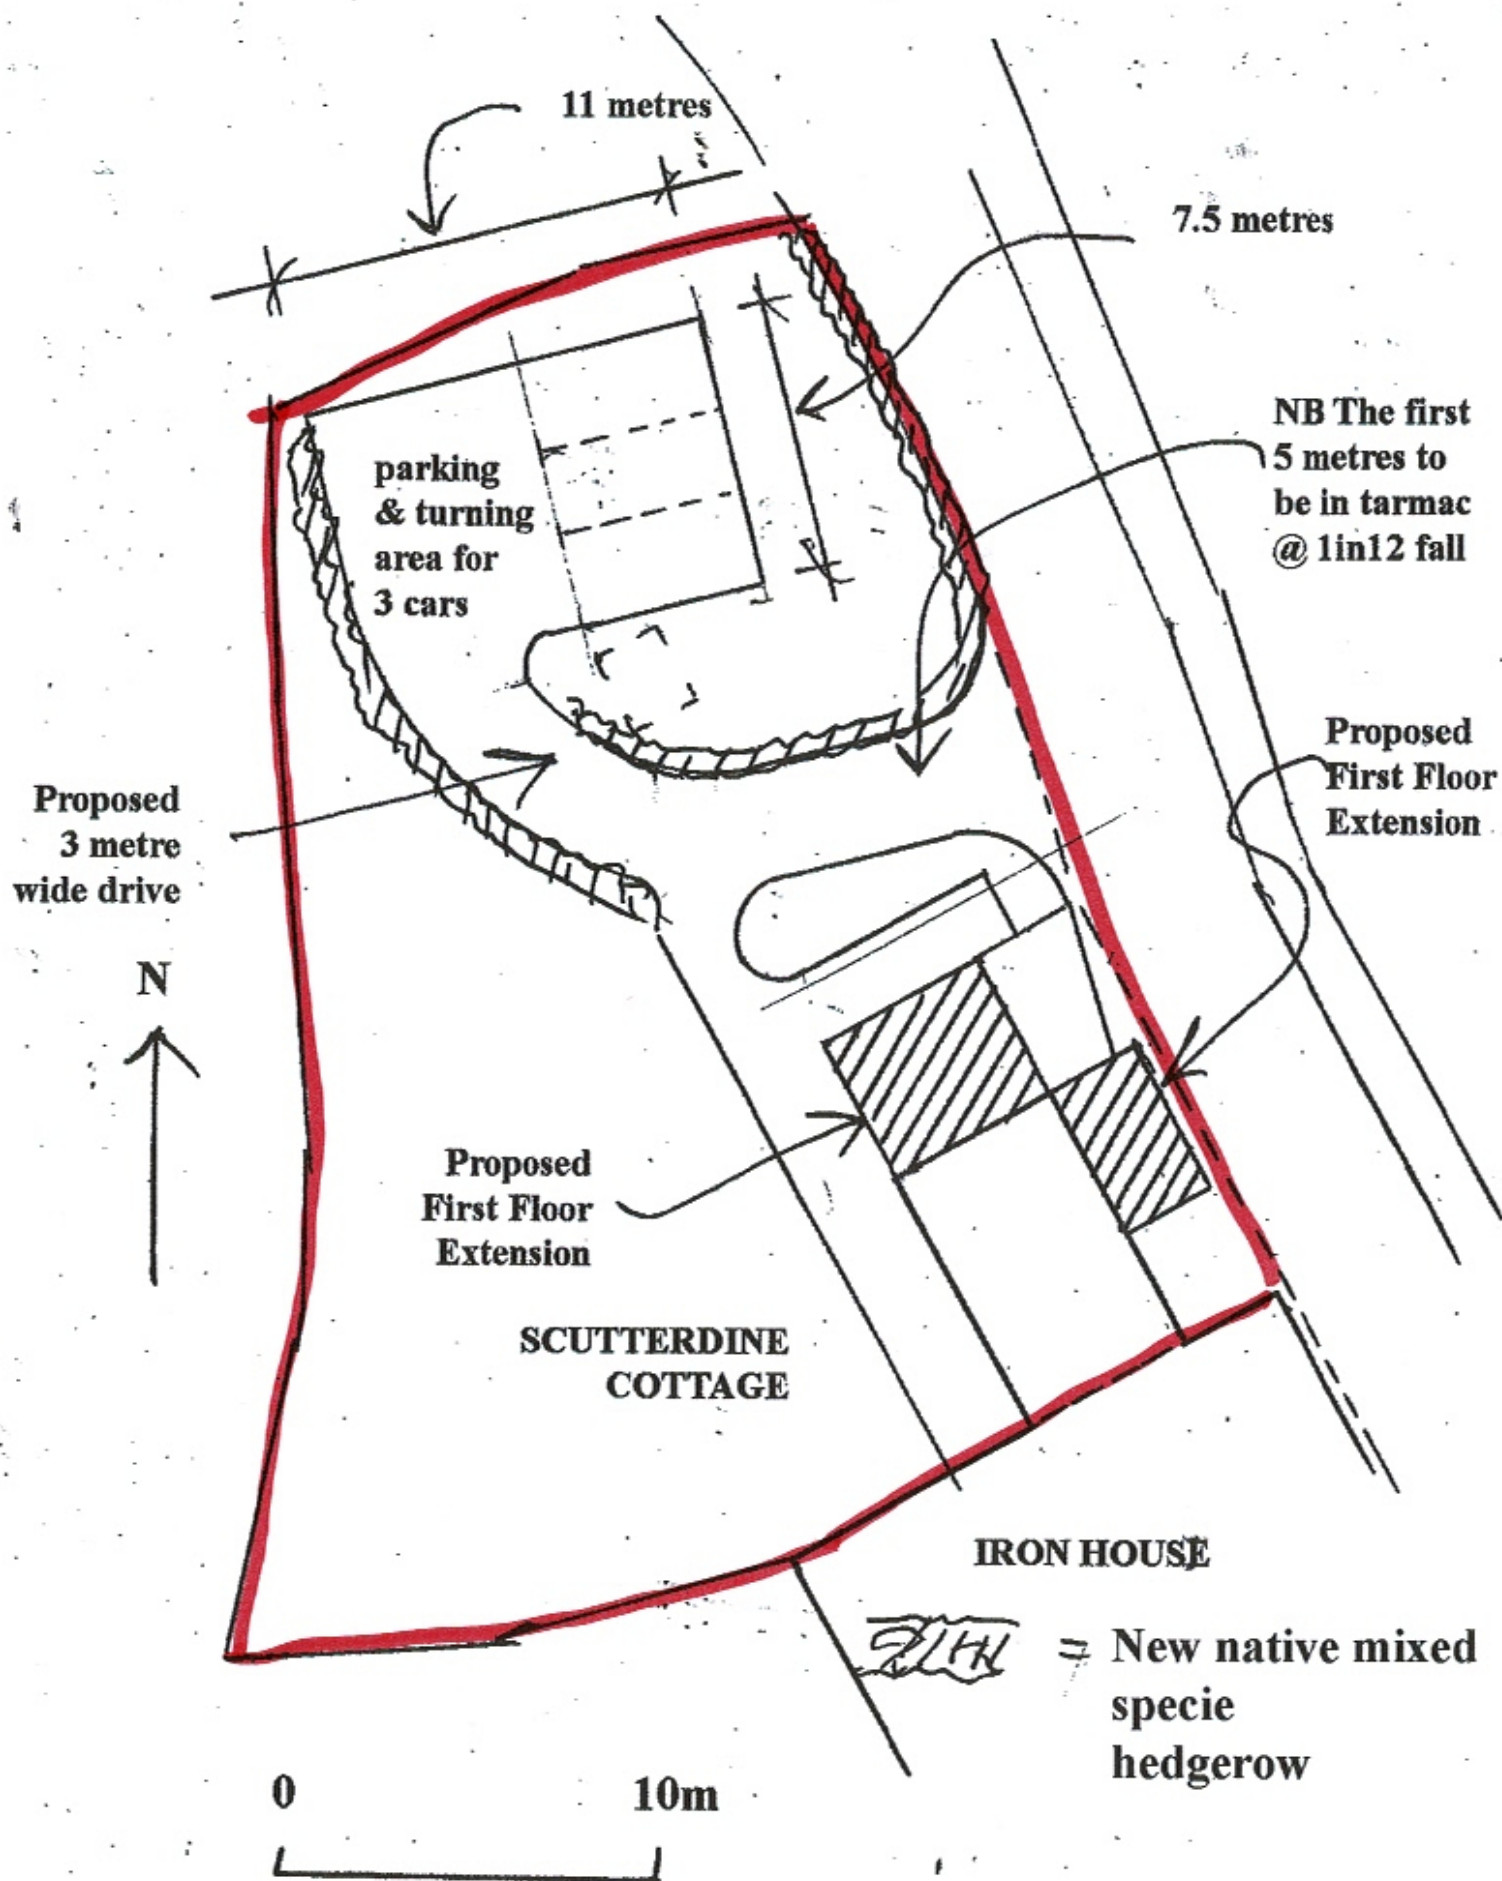 11 metres
7.5 metres
NB The first
5 metres to
be in tarmac
@ 1in12 fall
parking
& turning
area for
3 cars
Proposed
First Floor
Extension
Proposed
3 metre
wide drive
N
Proposed
First Floor
Extension
SCUTTERDINE
COTTAGE
IRON HOUSE
= New native mixed
specie
hedgerow
0 10m